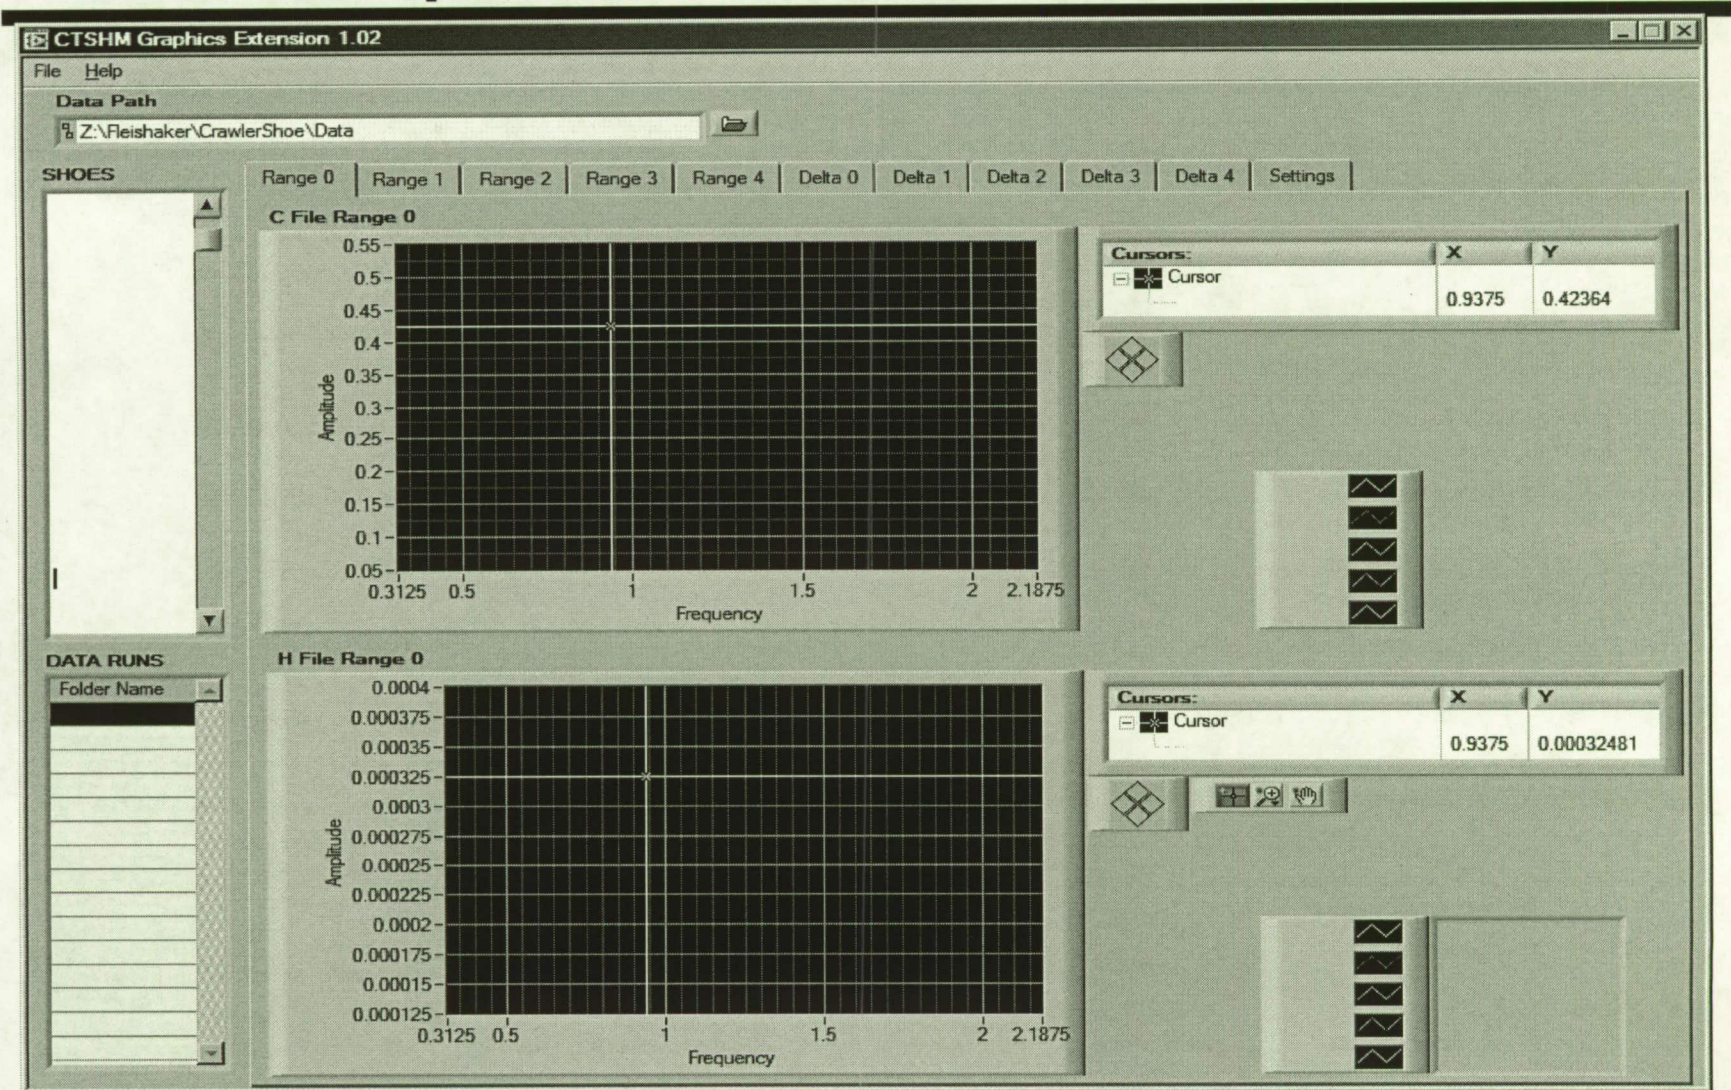 CTSHM Graphics Extension 1.02
File Help
Data Path
Z:\Fleishaker\CrawlerShoe\Data
SHOES
Range 0 Range 1 Range 2 Range 3 Range 4 Delta 0 Delta 1 Delta 2 Delta 3 Delta 4 Settings
C File Range 0
0.55
0.5
0.45
0.4
0.35
0.3
0.25
0.2
0.15
0.1
0.05
Amplitude
0.3125 0.5 1 1.5 2 2.1875
Frequency
Cursors: X Y
Cursor
0.9375 0.42364
DATA RUNS
Folder Name
H File Range 0
0.0004
0.000375
0.00035
0.000325
0.0003
0.000275
0.00025
0.000225
0.0002
0.000175
0.00015
0.000125
Amplitude
0.3125 0.5 1 1.5 2 2.1875
Frequency
Cursors: X Y
Cursor
0.9375 0.00032481